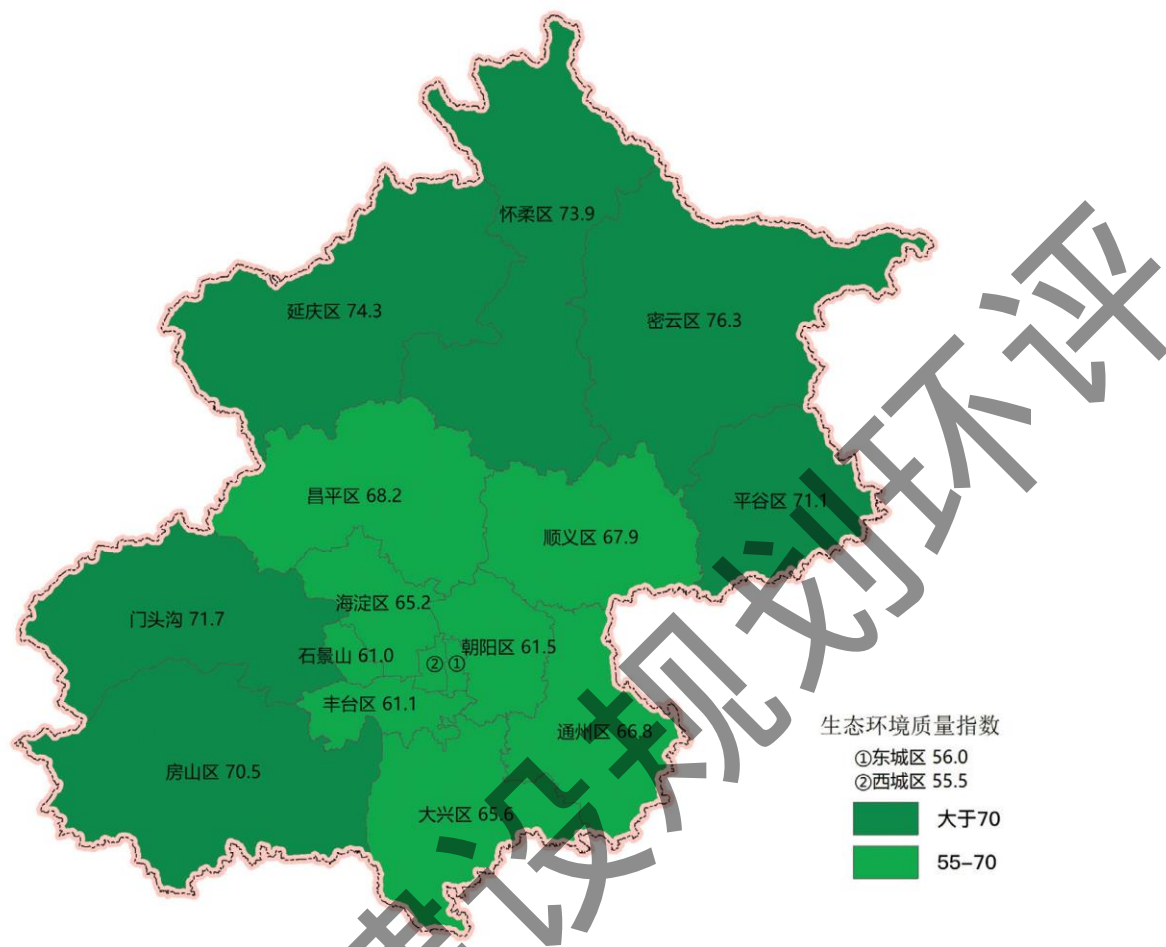 怀柔区 73.9
延庆区 74.3
密云区 76.3
昌平区 68.2
平谷区 71.1
顺义区 67.9
海淀区 65.2
门头沟 71.7
朝阳区 61.5
石景山 61.0
② ①
丰台区 61.1
通州区 66.8
房山区 70.5
大兴区 65.6
生态环境质量指数
①东城区 56.0
②西城区 55.5
大于70
55-70
建设规划环评